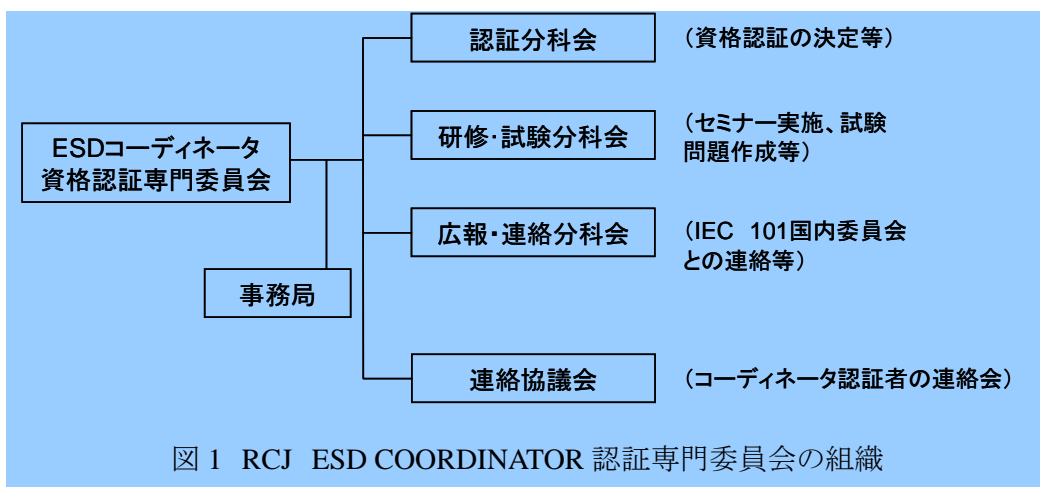 認証分科会
(資格認証の決定等)
研修・試験分科会
(セミナー実施、試験
問題作成等)
ESDコーディネータ
資格認証専門委員会
広報・連絡分科会
(IEC 101国内委員会
との連絡等)
事務局
連絡協議会
(コーディネータ認証者の連絡会)
図 1 RCJ ESD COORDINATOR 認証専門委員会の組織